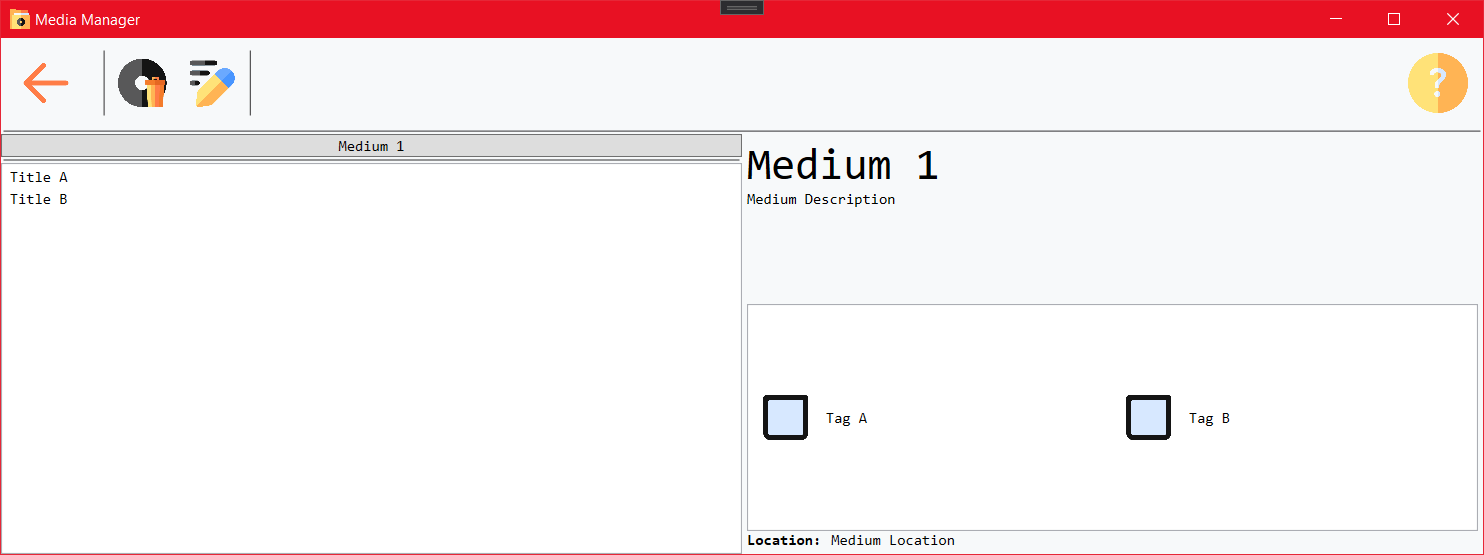 Media Manager
?
Medium 1
Title A
Title B
Medium 1
Medium Description
Tag A
Tag B
Location: Medium Location